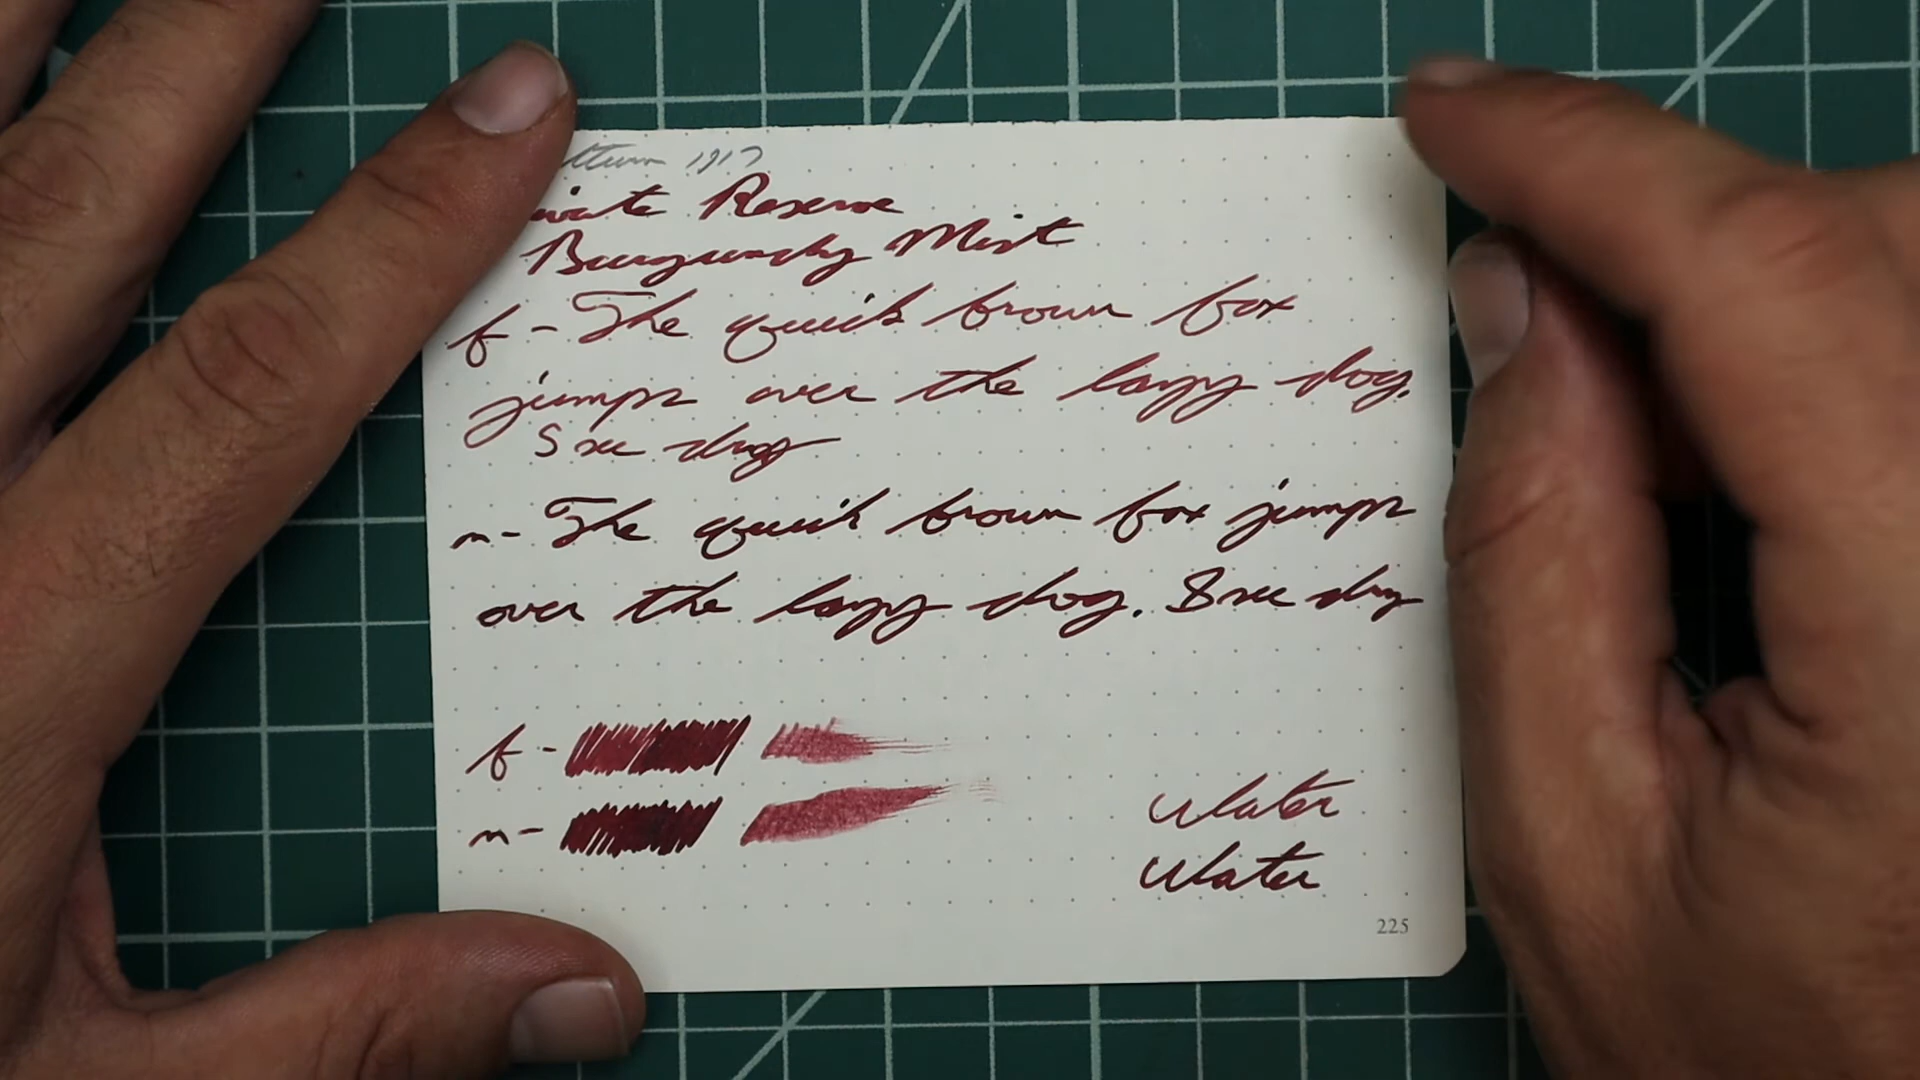 1917
Reserve
Burgundy Mist
f - The quick brown fox
jumps over the lazy dog.
5 sec dry
m - The quick brown fox jumps
over the lazy dog. 8 sec dry
f -
m -
Water
Water
225